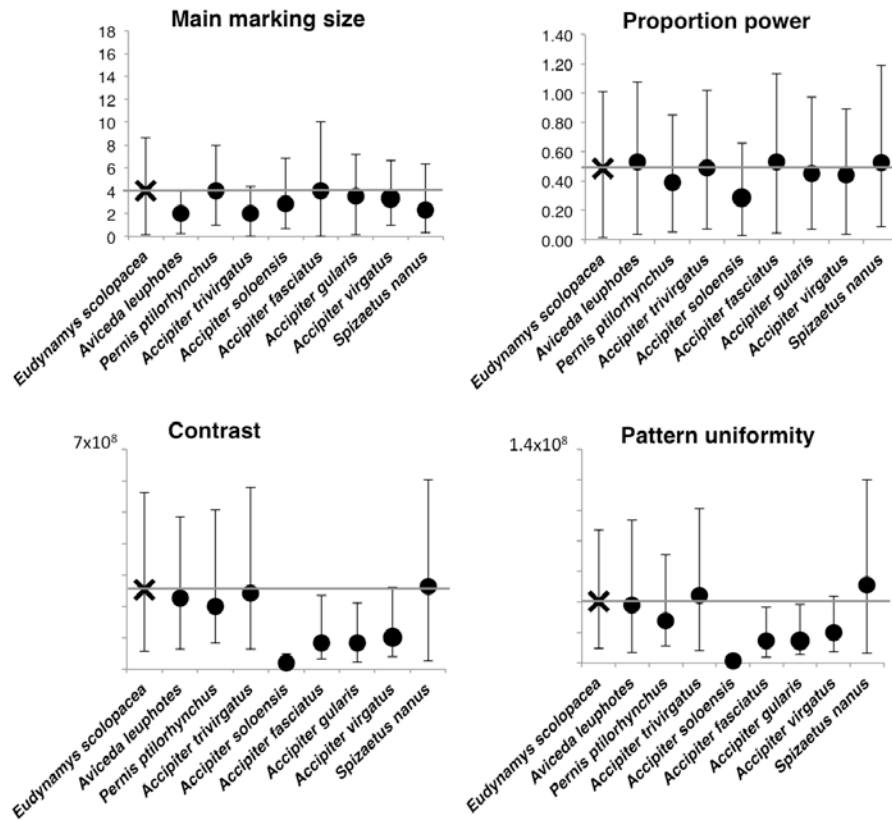 Main marking size
18
16
14
12
10
8
6
4
2
0
Eudynamys scolopacea
Aviceda leuphotes
Pernis ptilorhynchus
Accipiter trivirgatus
Accipiter soloensis
Accipiter fasciatus
Accipiter gularis
Accipiter virgatus
Spizaetus nanus
Proportion power
1.40
1.20
1.00
0.80
0.60
0.40
0.20
0.00
Eudynamys scolopacea
Aviceda leuphotes
Pernis ptilorhynchus
Accipiter trivirgatus
Accipiter soloensis
Accipiter fasciatus
Accipiter gularis
Accipiter virgatus
Spizaetus nanus
Contrast
7x10⁸
Eudynamys scolopacea
Aviceda leuphotes
Pernis ptilorhynchus
Accipiter trivirgatus
Accipiter soloensis
Accipiter fasciatus
Accipiter gularis
Accipiter virgatus
Spizaetus nanus
Pattern uniformity
1.4x10⁸
Eudynamys scolopacea
Aviceda leuphotes
Pernis ptilorhynchus
Accipiter trivirgatus
Accipiter soloensis
Accipiter fasciatus
Accipiter gularis
Accipiter virgatus
Spizaetus nanus